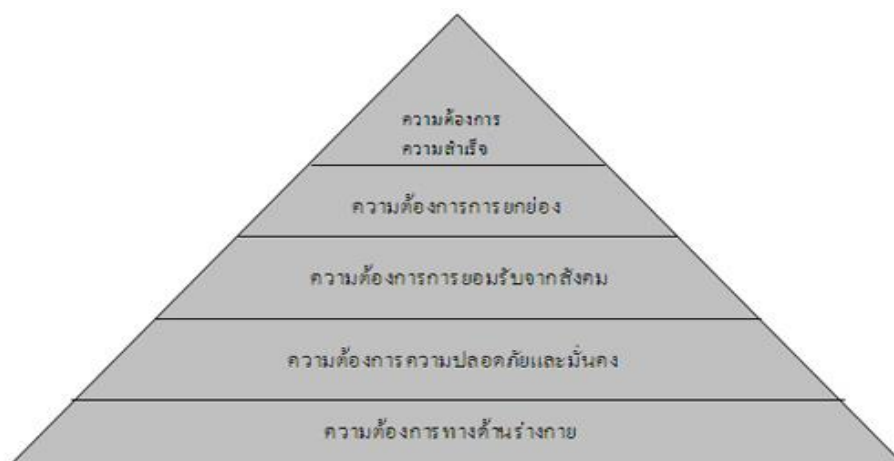 ความต้องการ
ความสำเร็จ
ความต้องการการยกย่อง
ความต้องการการยอมรับจากสังคม
ความต้องการความปลอดภัยและมั่นคง
ความต้องการทางด้านร่างกาย